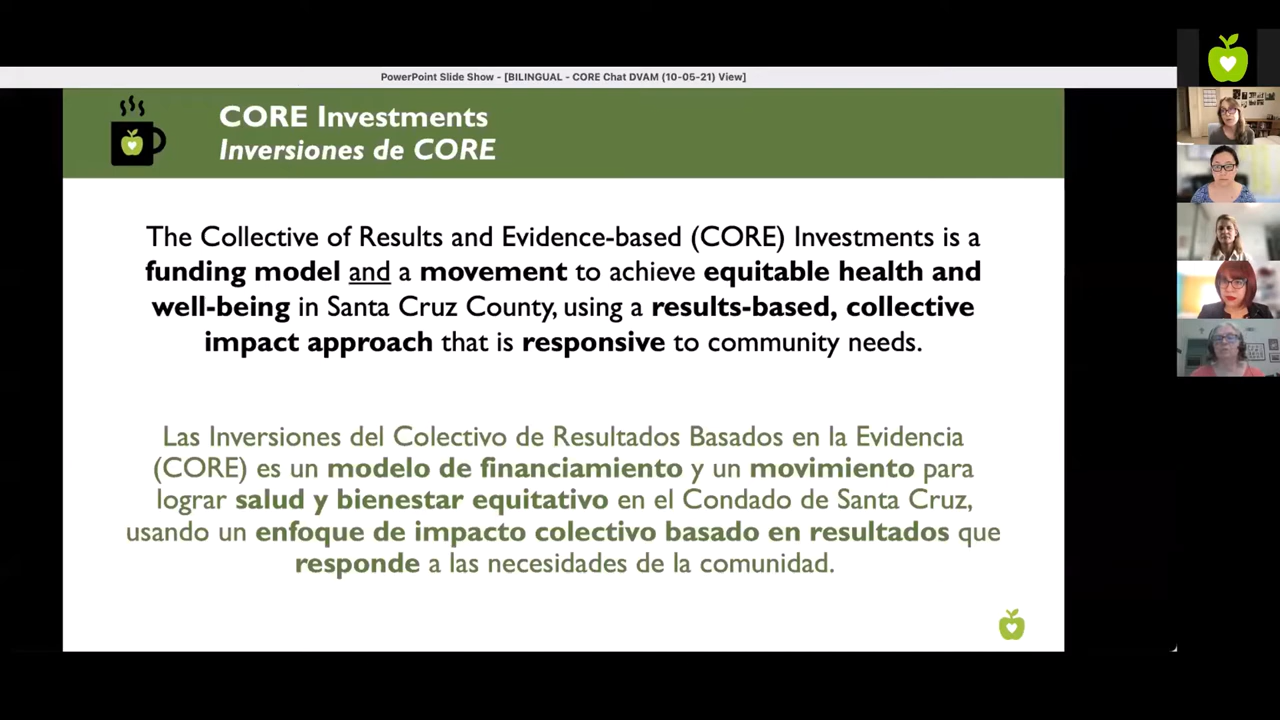 PowerPoint Slide Show - [BILINGUAL - CORE Chat DVAM (10-05-21) View]
CORE Investments
Inversiones de CORE
The Collective of Results and Evidence-based (CORE) Investments is a
funding model and a movement to achieve equitable health and
well-being in Santa Cruz County, using a results-based, collective
impact approach that is responsive to community needs.
Las Inversiones del Colectivo de Resultados Basados en la Evidencia
(CORE) es un modelo de financiamiento y un movimiento para
lograr salud y bienestar equitativo en el Condado de Santa Cruz,
usando un enfoque de impacto colectivo basado en resultados que
responde a las necesidades de la comunidad.